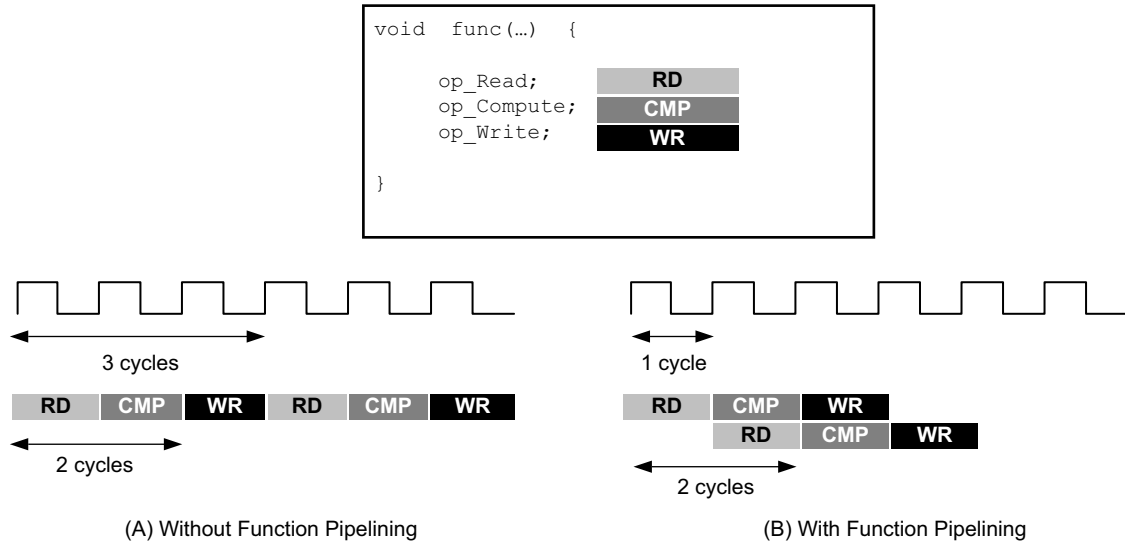 void func(…) {
op_Read; RD
op_Compute; CMP
op_Write; WR
}
3 cycles
RD CMP WR RD CMP WR
2 cycles
(A) Without Function Pipelining
1 cycle
RD CMP WR
RD CMP WR
2 cycles
(B) With Function Pipelining